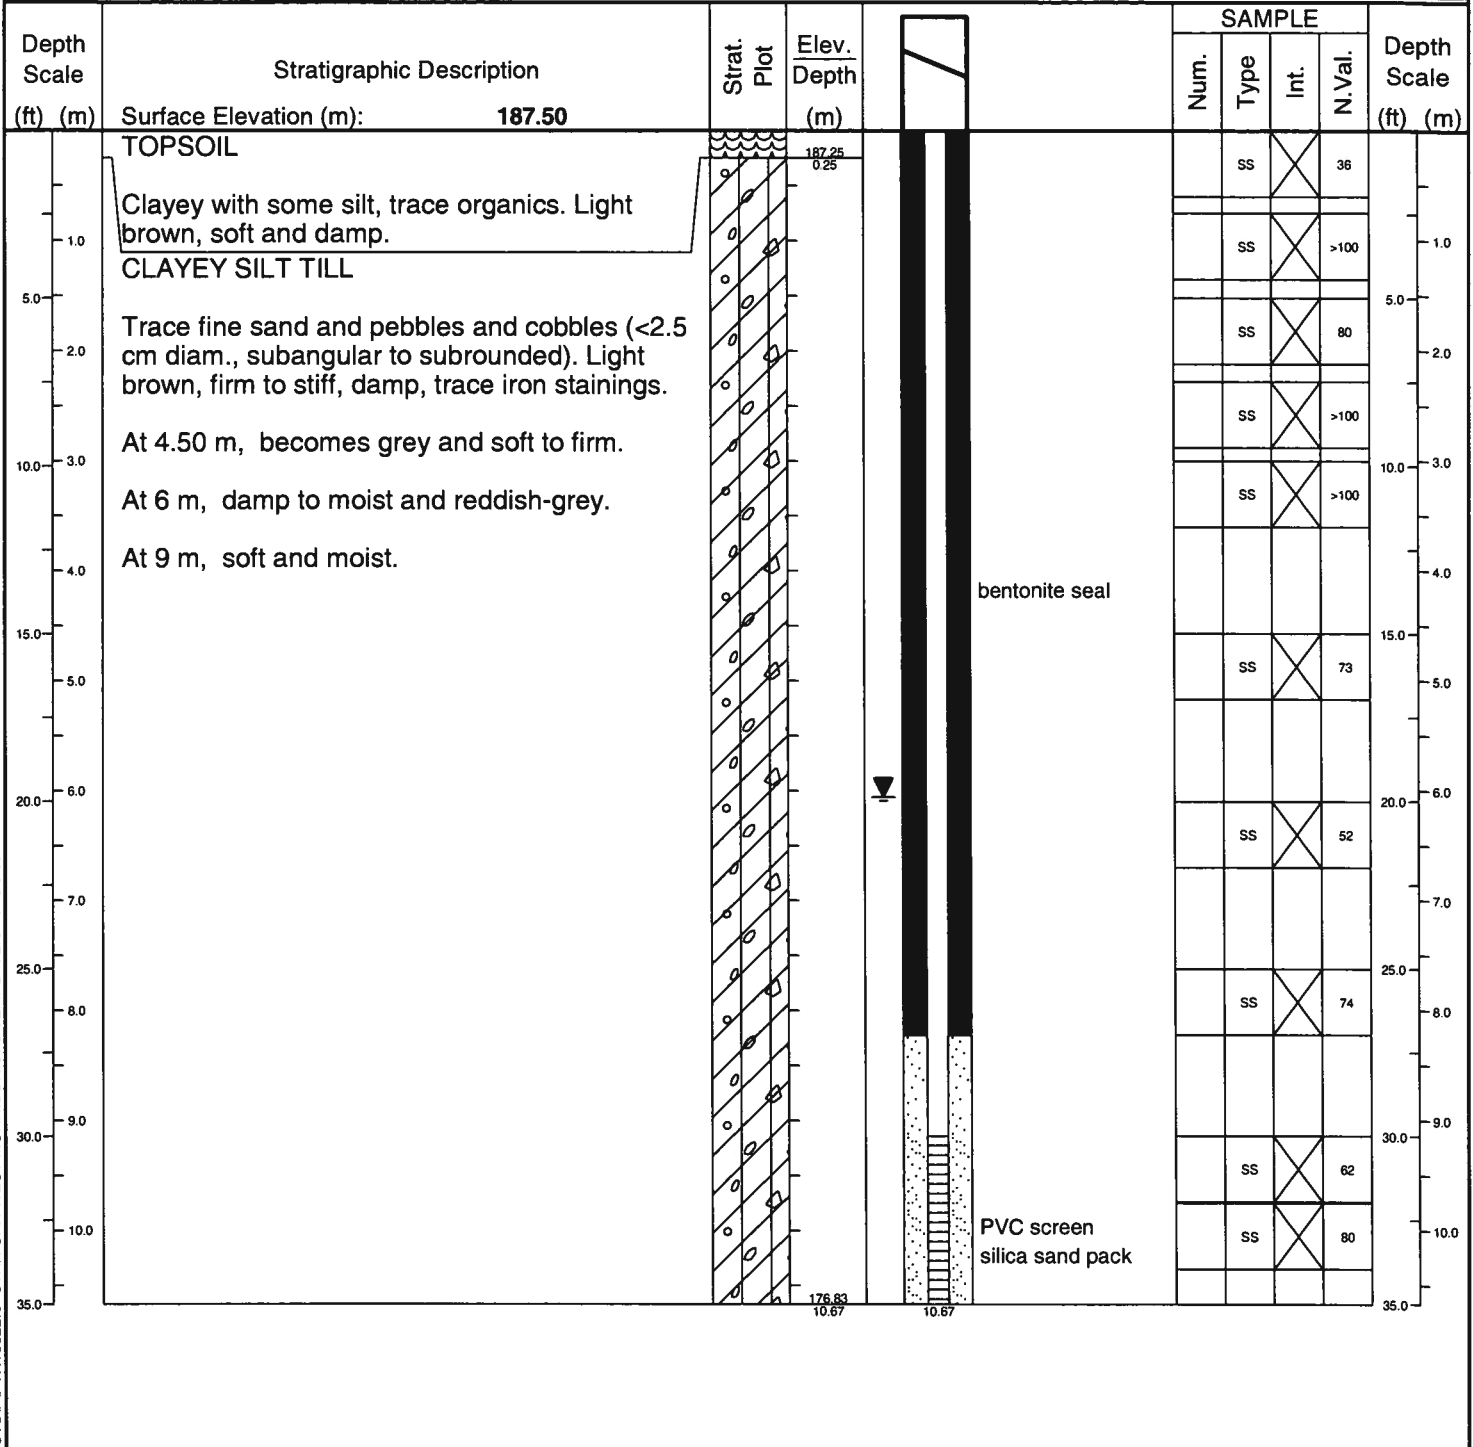 SAMPLE
Depth
Scale
(ft) (m)
Stratigraphic Description
Surface Elevation (m): 187.50
Strat.
Plot
Elev.
Depth
(m)
Num.
Type
Int.
N.Val.
Depth
Scale
(ft) (m)
TOPSOIL
Clayey with some silt, trace organics. Light
brown, soft and damp.
CLAYEY SILT TILL
Trace fine sand and pebbles and cobbles (<2.5
cm diam., subangular to subrounded). Light
brown, firm to stiff, damp, trace iron stainings.
At 4.50 m, becomes grey and soft to firm.
At 6 m, damp to moist and reddish-grey.
At 9 m, soft and moist.
1.0
5.0
2.0
10.0 3.0
4.0
15.0
5.0
20.0 6.0
7.0
25.0
8.0
9.0
30.0
10.0
35.0
187.25
0.25
176.83
10.67
bentonite seal
PVC screen
silica sand pack
10.67
SS 36
SS >100
SS 80
SS >100
SS >100
SS 73
SS 52
SS 74
SS 62
SS 80
1.0
5.0
2.0
10.0 3.0
4.0
15.0
5.0
20.0 6.0
7.0
25.0
8.0
9.0
30.0
10.0
35.0